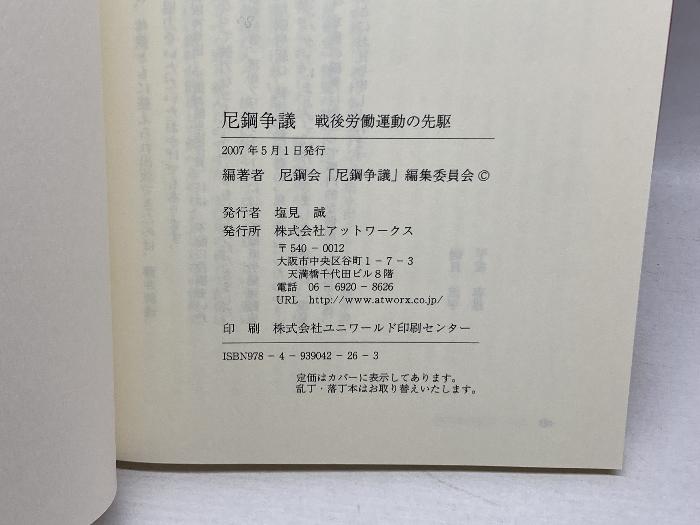 尼鋼争議　戦後労働運動の先駆
2007年5月1日発行
編著者　尼鋼会「尼鋼争議」編集委員会©
発行者　塩見　誠
発行所　株式会社アットワークス
〒540－0012
大阪市中央区谷町1－7－3
天満橋千代田ビル8階
電話　06－6920－8626
URL　http://www.atworx.co.jp/
印　刷　株式会社ユニワールド印刷センター
ISBN978－4－939042－26－3
定価はカバーに表示してあります。
乱丁・落丁本はお取り替えいたします。